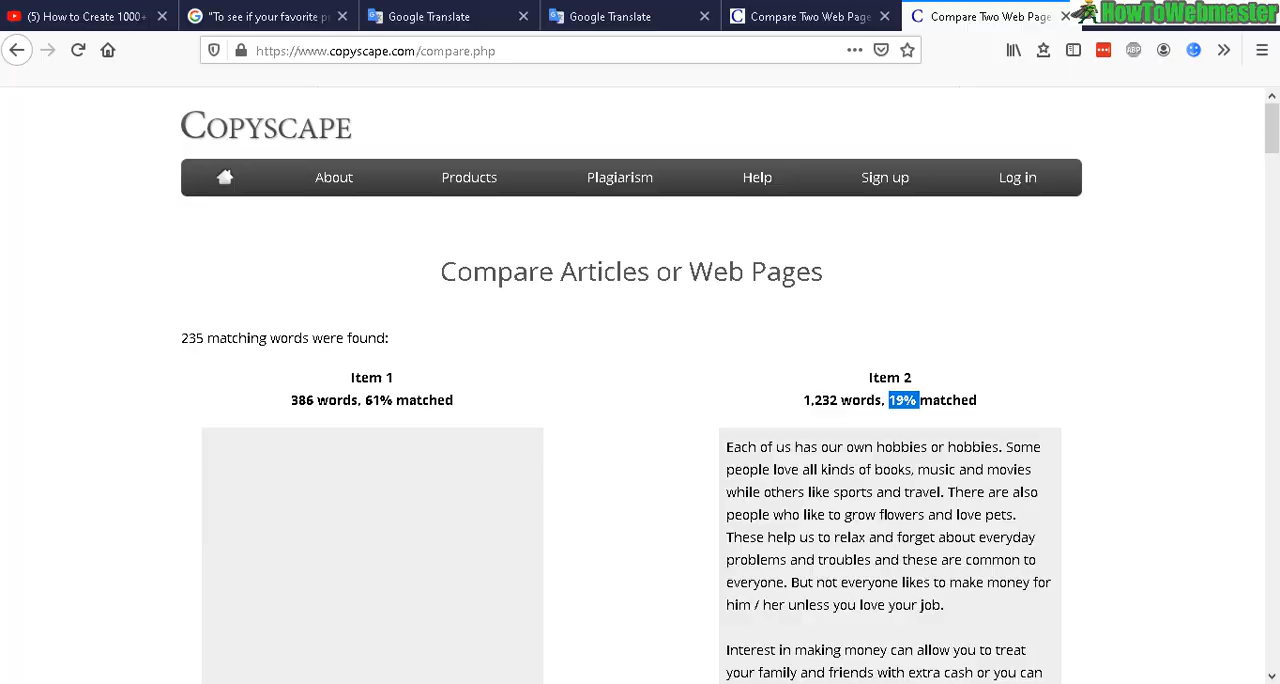 (5) How to Create 1000+
"To see if your favorite p
Google Translate
Google Translate
Compare Two Web Page
Compare Two Web Page
HowToWebmaster
https://www.copyscape.com/compare.php
ABP
COPYSCAPE
About
Products
Plagiarism
Help
Sign up
Log in
Compare Articles or Web Pages
235 matching words were found:
Item 1
386 words, 61% matched
Item 2
1,232 words, 19% matched
Each of us has our own hobbies or hobbies. Some
people love all kinds of books, music and movies
while others like sports and travel. There are also
people who like to grow flowers and love pets.
These help us to relax and forget about everyday
problems and troubles and these are common to
everyone. But not everyone likes to make money for
him / her unless you love your job.
Interest in making money can allow you to treat
your family and friends with extra cash or you can